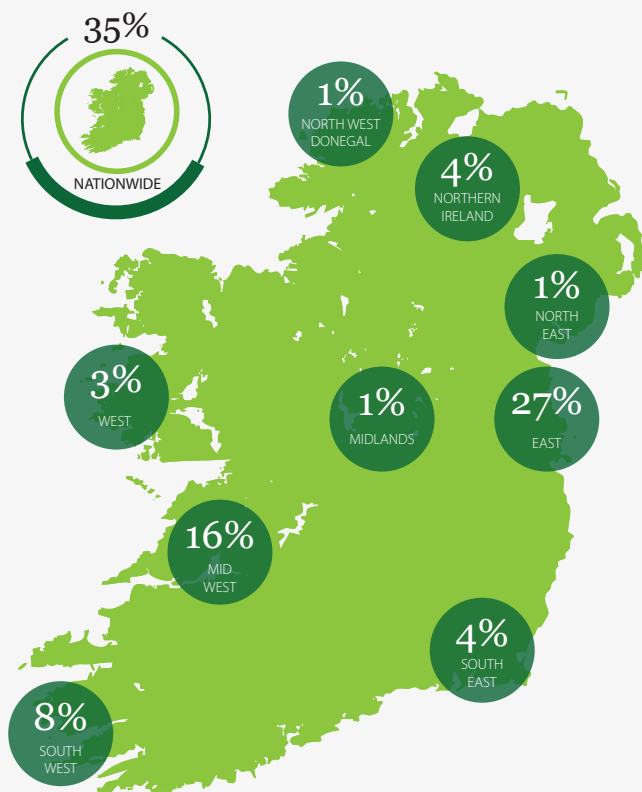 35%
NATIONWIDE
1%
NORTH WEST
DONEGAL
4%
NORTHERN
IRELAND
1%
NORTH
EAST
3%
WEST
1%
MIDLANDS
27%
EAST
16%
MID
WEST
4%
SOUTH
EAST
8%
SOUTH
WEST